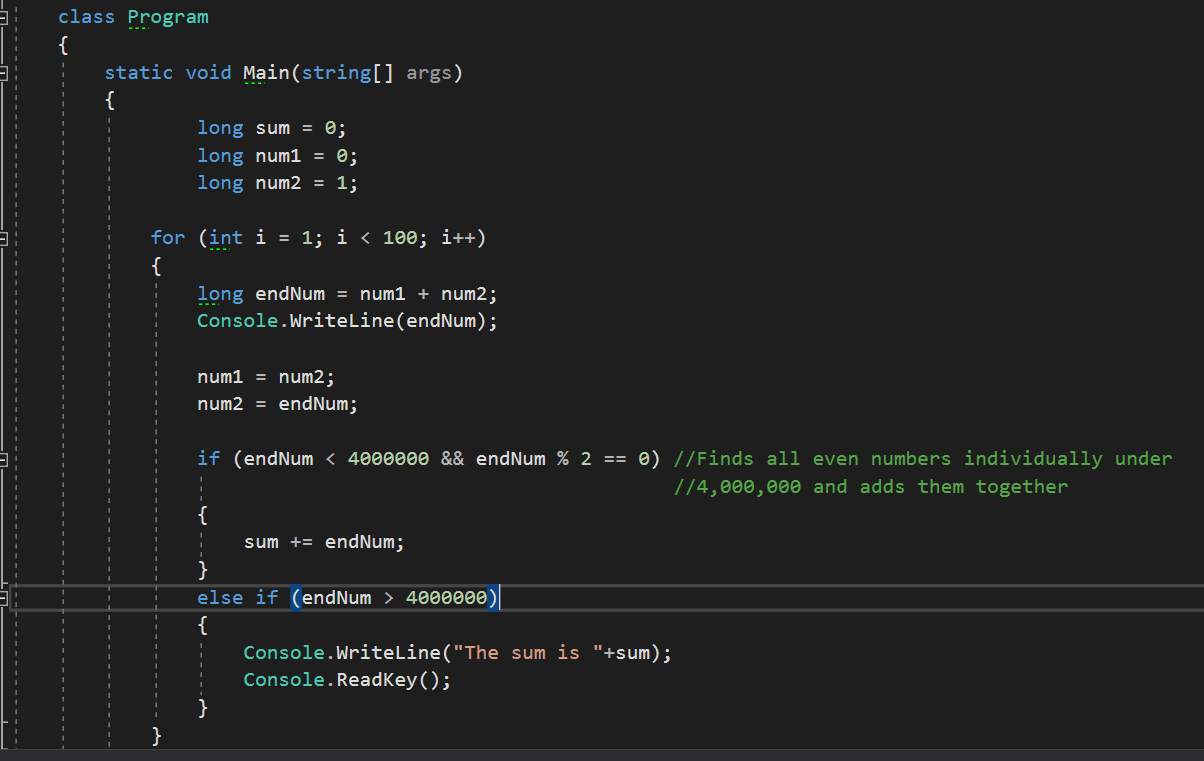 class Program
{
static void Main(string[] args)
{
long sum = 0;
long num1 = 0;
long num2 = 1;
for (int i = 1; i < 100; i++)
{
long endNum = num1 + num2;
Console.WriteLine(endNum);
num1 = num2;
num2 = endNum;
if (endNum < 4000000 && endNum % 2 == 0) //Finds all even numbers individually under
//4,000,000 and adds them together
{
sum += endNum;
}
else if (endNum > 4000000)
{
Console.WriteLine("The sum is "+sum);
Console.ReadKey();
}
}